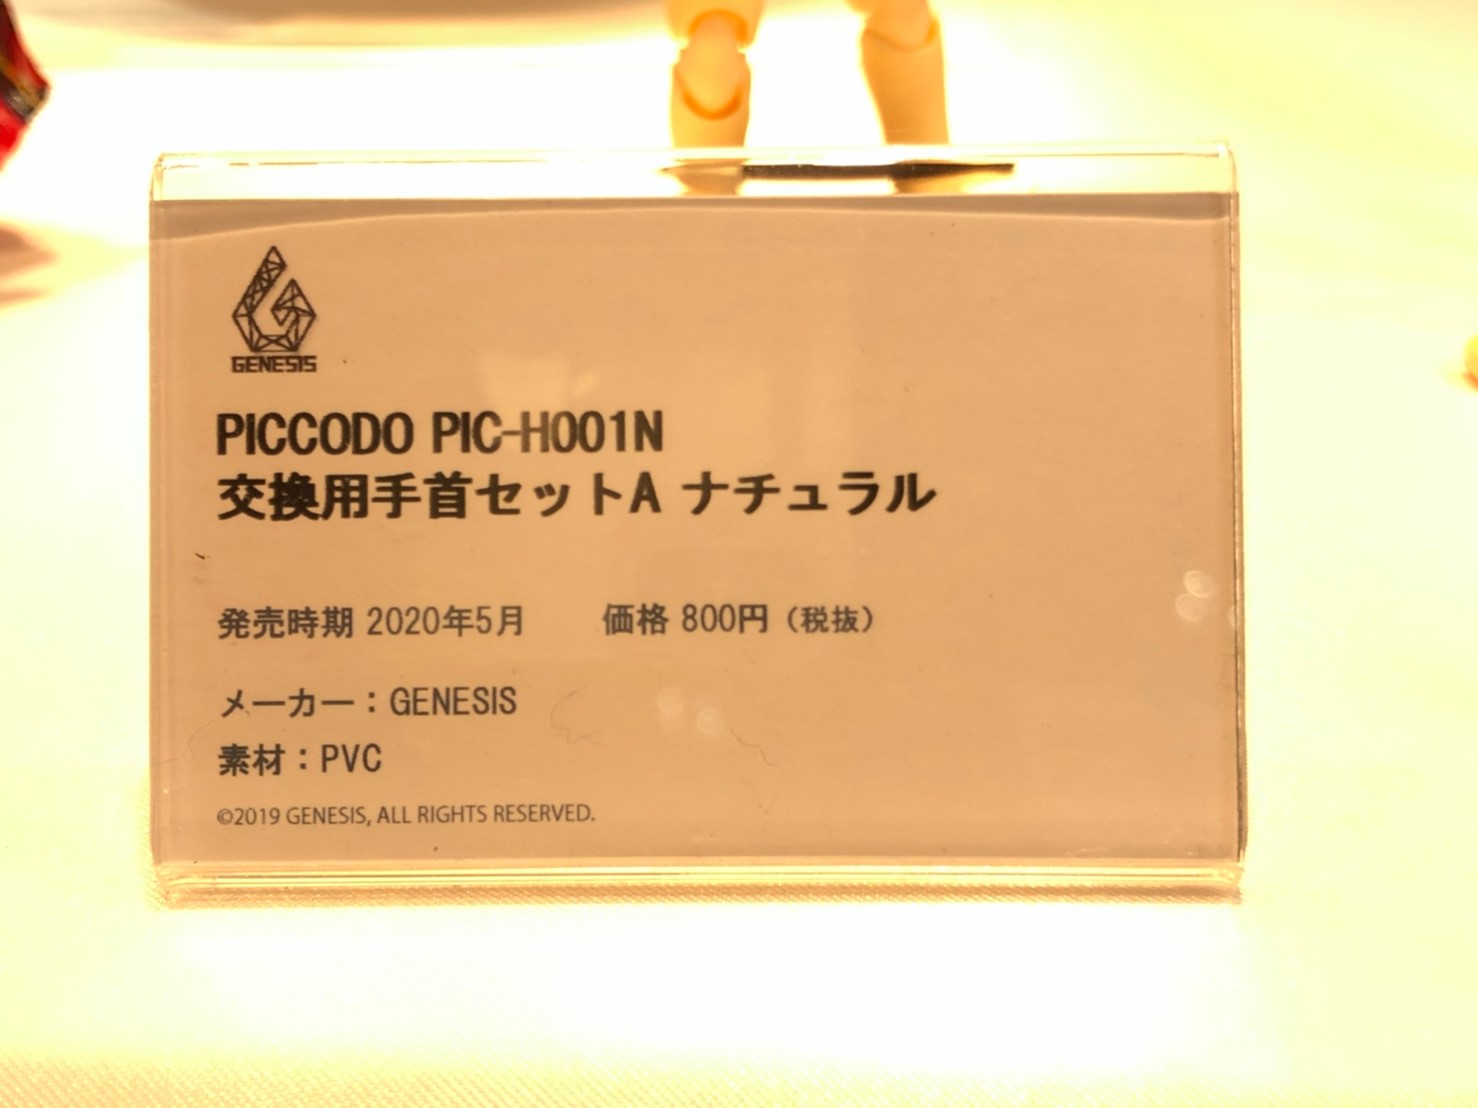 GENESIS
PICCODO PIC-H001N
交換用手首セットA ナチュラル
発売時期 2020年5月 価格 800円（税抜）
メーカー：GENESIS
素材：PVC
©2019 GENESIS, ALL RIGHTS RESERVED.